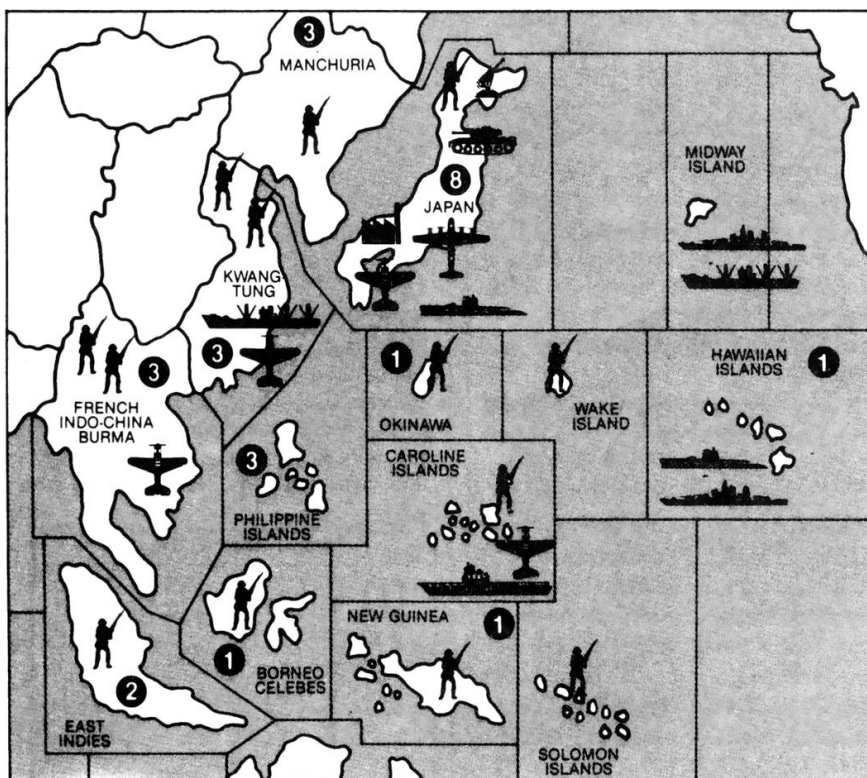 3
MANCHURIA
8
JAPAN
MIDWAY
ISLAND
KWANG
TUNG
3
3
FRENCH
INDO-CHINA
BURMA
1
OKINAWA
WAKE
ISLAND
HAWAIIAN
ISLANDS
1
3
PHILIPPINE
ISLANDS
CAROLINE
ISLANDS
NEW GUINEA
1
1
BORNEO
CELEBES
2
EAST
INDIES
SOLOMON
ISLANDS